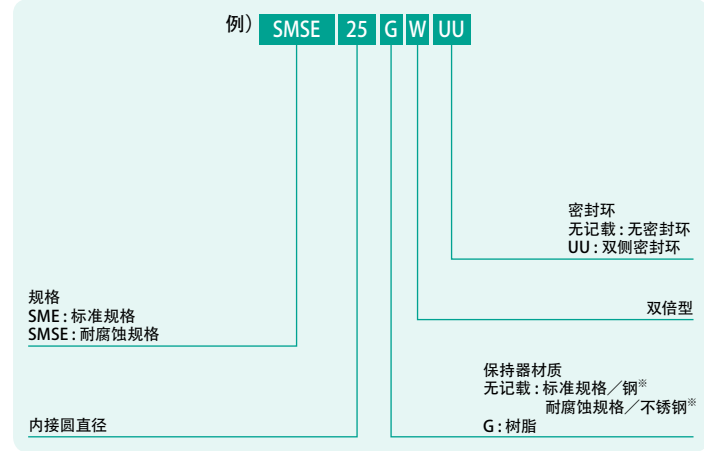 例） SMSE 25 G W UU
密封环
无记载 : 无密封环
UU : 双侧密封环
双倍型
规格
SME : 标准规格
SMSE : 耐腐蚀规格
保持器材质
无记载 : 标准规格／钢※
耐腐蚀规格／不锈钢※
G : 树脂
内接圆直径